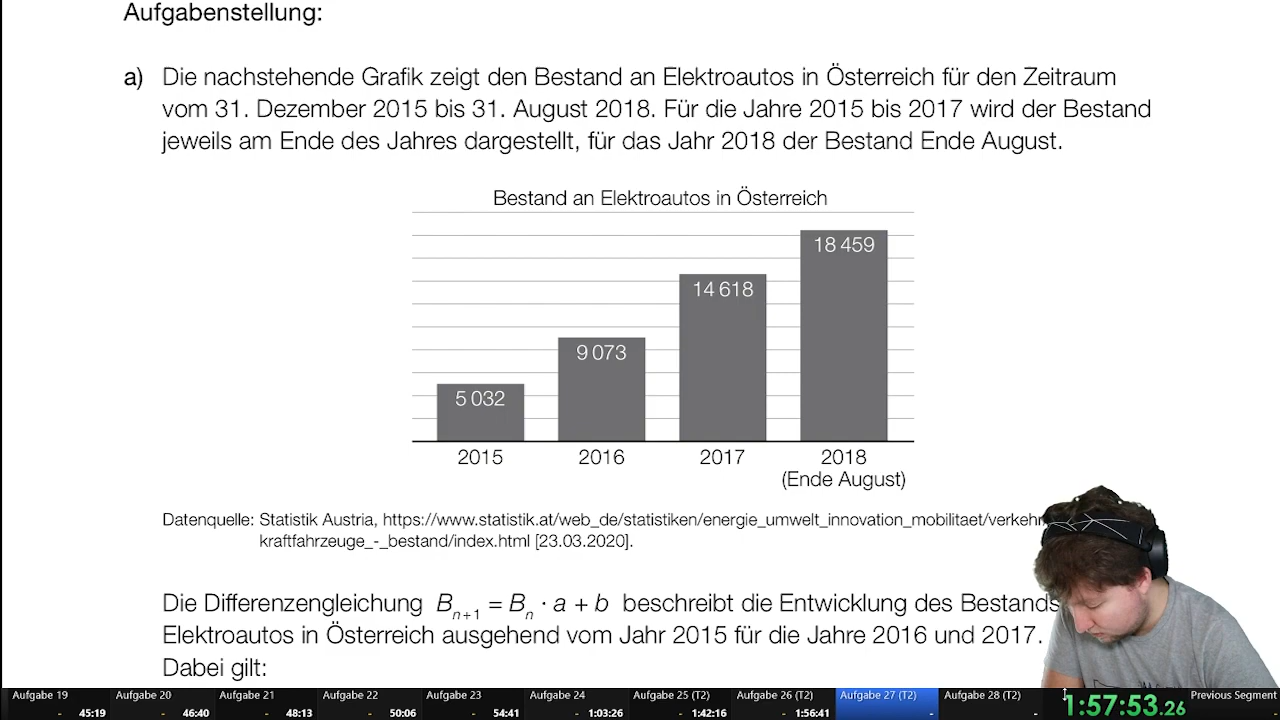 Aufgabenstellung:
a) Die nachstehende Grafik zeigt den Bestand an Elektroautos in Österreich für den Zeitraum
vom 31. Dezember 2015 bis 31. August 2018. Für die Jahre 2015 bis 2017 wird der Bestand
jeweils am Ende des Jahres dargestellt, für das Jahr 2018 der Bestand Ende August.
Bestand an Elektroautos in Österreich
18 459
14 618
9 073
5 032
2015 2016 2017 2018
(Ende August)
Datenquelle: Statistik Austria, https://www.statistik.at/web_de/statistiken/energie_umwelt_innovation_mobilitaet/verkehr
kraftfahrzeuge_-_bestand/index.html [23.03.2020].
Die Differenzengleichung Bn+1 = Bn · a + b beschreibt die Entwicklung des Bestands
Elektroautos in Österreich ausgehend vom Jahr 2015 für die Jahre 2016 und 2017.
Dabei gilt:
Aufgabe 19 Aufgabe 20 Aufgabe 21 Aufgabe 22 Aufgabe 23 Aufgabe 24 Aufgabe 25 (T2) Aufgabe 26 (T2) Aufgabe 27 (T2) Aufgabe 28 (T2) 1:57:53.26 Previous Segment
- 45:19 - 46:40 - 48:13 - 50:06 - 54:41 - 1:03:26 - 1:42:16 - 1:56:41 - - -